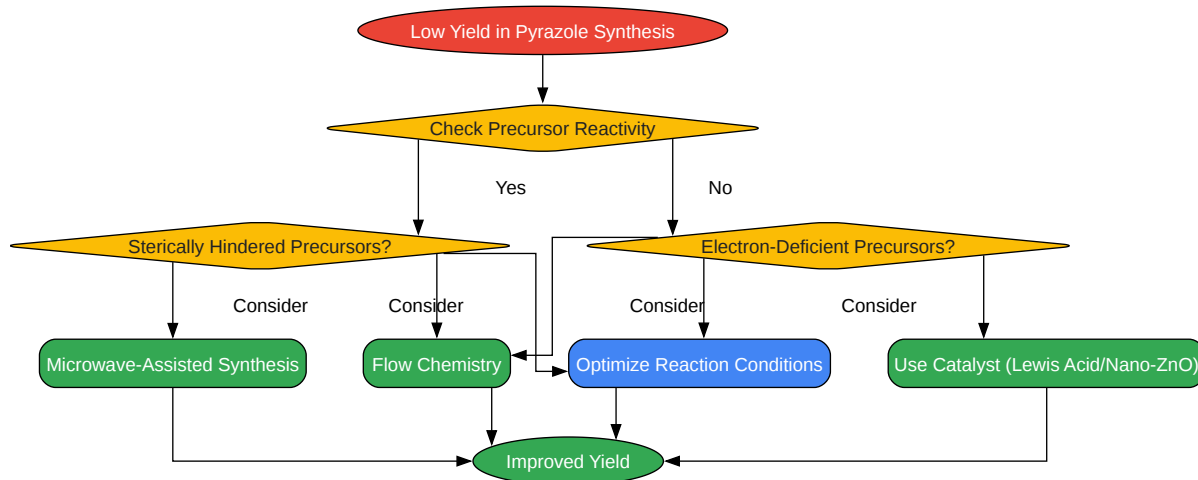 Low Yield in Pyrazole Synthesis
Check Precursor Reactivity
Yes
No
Sterically Hindered Precursors?
Electron-Deficient Precursors?
Consider
Consider
Consider
Consider
Microwave-Assisted Synthesis
Flow Chemistry
Optimize Reaction Conditions
Use Catalyst (Lewis Acid/Nano-ZnO)
Improved Yield